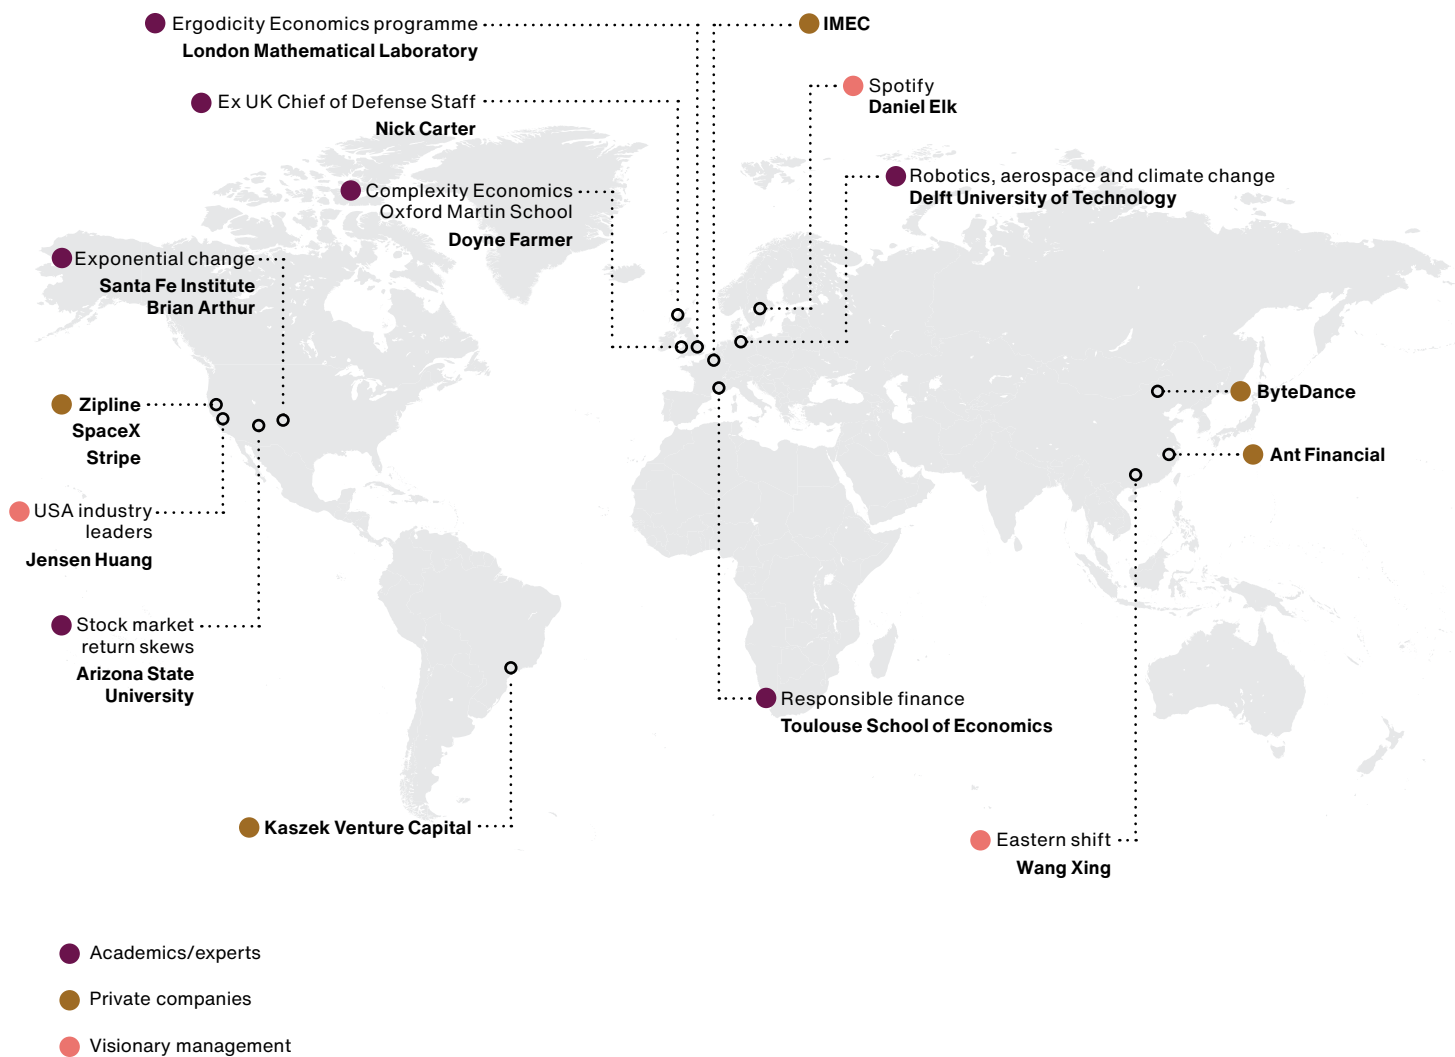 Ergodicity Economics programme
London Mathematical Laboratory
IMEC
Ex UK Chief of Defense Staff
Nick Carter
Spotify
Daniel Elk
Complexity Economics
Oxford Martin School
Doyne Farmer
Robotics, aerospace and climate change
Delft University of Technology
Exponential change
Santa Fe Institute
Brian Arthur
Zipline
SpaceX
Stripe
ByteDance
Ant Financial
USA industry
leaders
Jensen Huang
Stock market
return skews
Arizona State
University
Responsible finance
Toulouse School of Economics
Kaszek Venture Capital
Eastern shift
Wang Xing
Academics/experts
Private companies
Visionary management